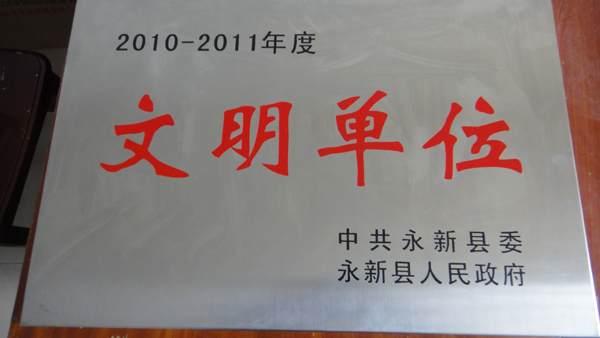 2010-2011年度
文明单位
中共永新县委
永新县人民政府